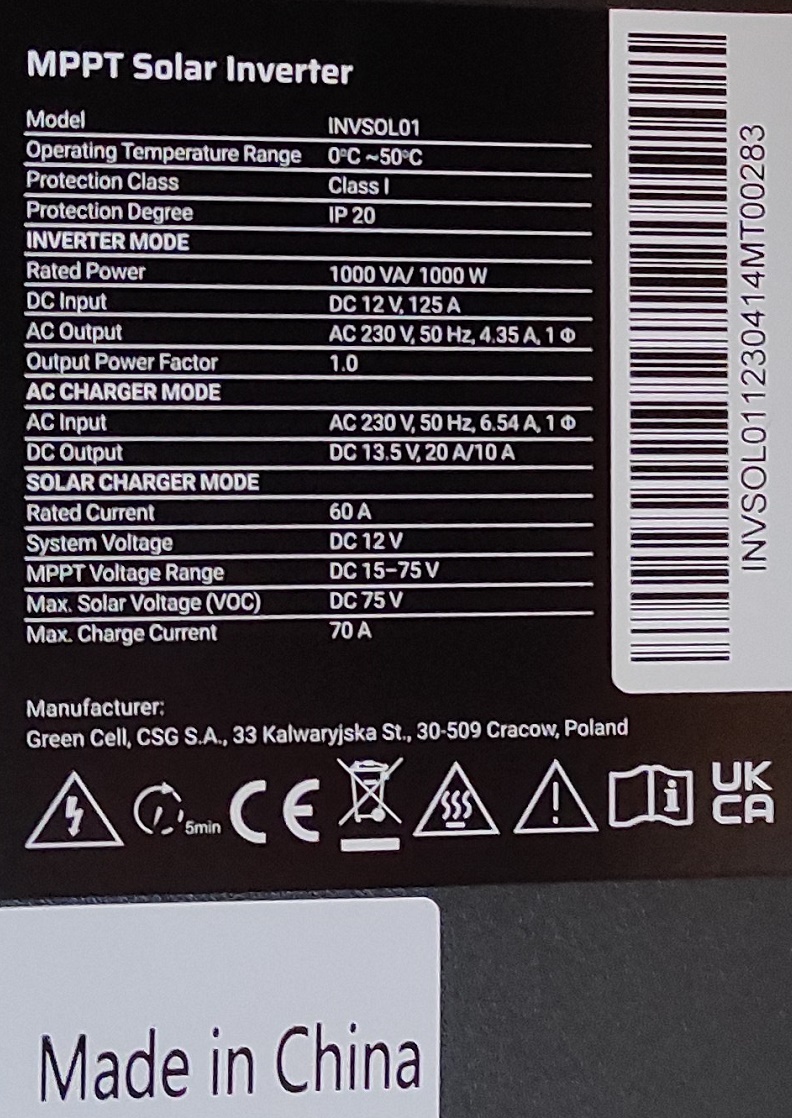 MPPT Solar Inverter
Model INVSOL01
Operating Temperature Range 0°C ~50°C
Protection Class Class I
Protection Degree IP 20
INVERTER MODE
Rated Power 1000 VA/ 1000 W
DC Input DC 12 V, 125 A
AC Output AC 230 V, 50 Hz, 4.35 A, 1 Φ
Output Power Factor 1.0
AC CHARGER MODE
AC Input AC 230 V, 50 Hz, 6.54 A, 1 Φ
DC Output DC 13.5 V, 20 A/10 A
SOLAR CHARGER MODE
Rated Current 60 A
System Voltage DC 12 V
MPPT Voltage Range DC 15–75 V
Max. Solar Voltage (VOC) DC 75 V
Max. Charge Current 70 A
Manufacturer:
Green Cell, CSG S.A., 33 Kalwaryjska St., 30-509 Cracow, Poland
5min CE UK
CA
INVSOL011230414MT00283
Made in China